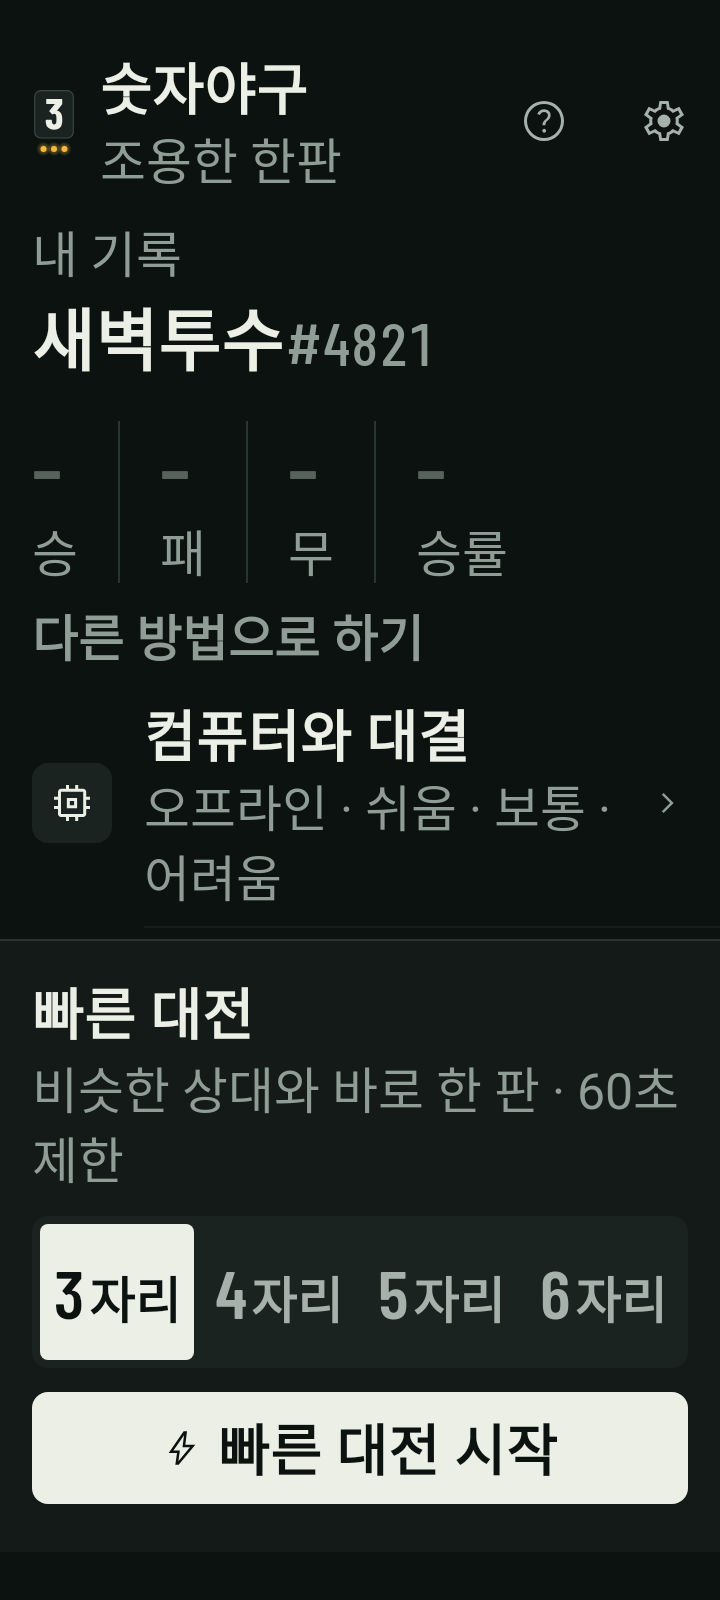 3
숫자야구
조용한 한판
내 기록
새벽투수#4821
– – – –
승 패 무 승률
다른 방법으로 하기
컴퓨터와 대결
오프라인 · 쉬움 · 보통 ·
어려움
빠른 대전
비슷한 상대와 바로 한 판 · 60초
제한
3자리 4자리 5자리 6자리
빠른 대전 시작